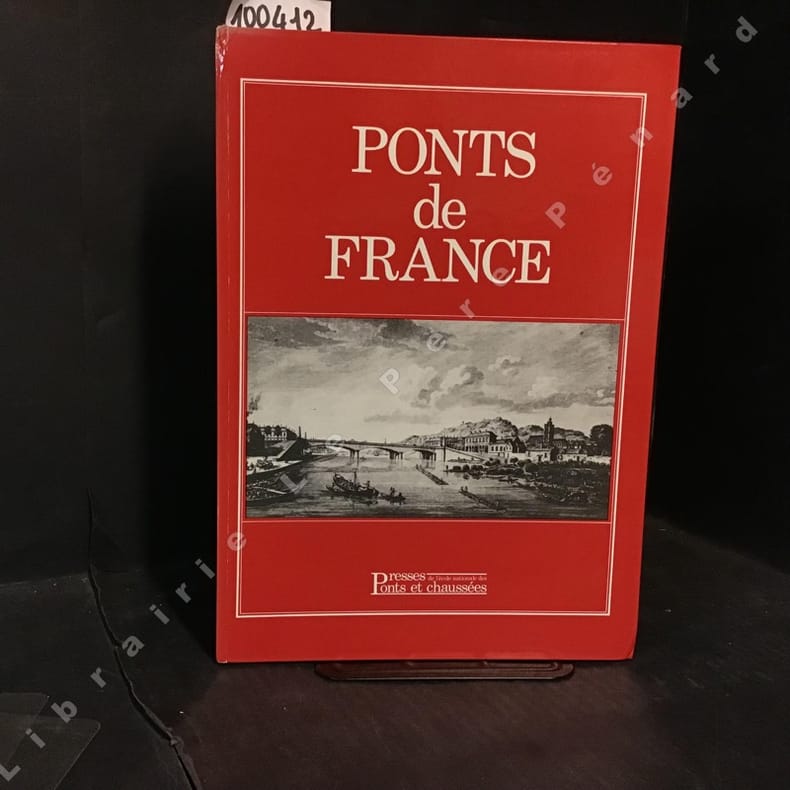 100412
PONTS
de
FRANCE
Presses de l'école nationale des
Ponts et chaussées
Librairie Le Père Pénard